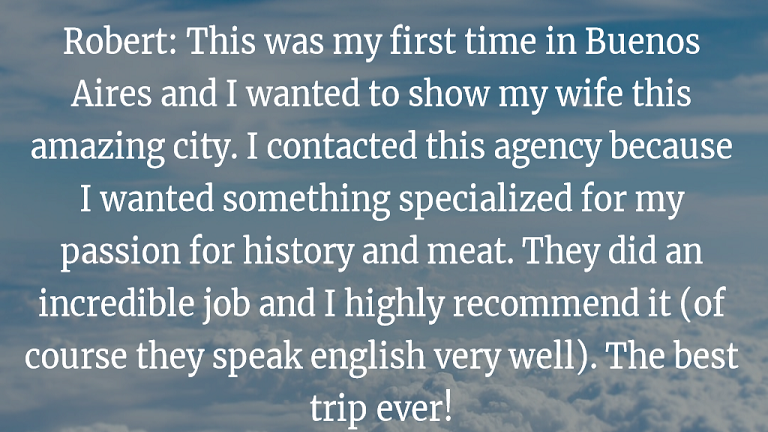 Robert: This was my first time in Buenos
Aires and I wanted to show my wife this
amazing city. I contacted this agency because
I wanted something specialized for my
passion for history and meat. They did an
incredible job and I highly recommend it (of
course they speak english very well). The best
trip ever!